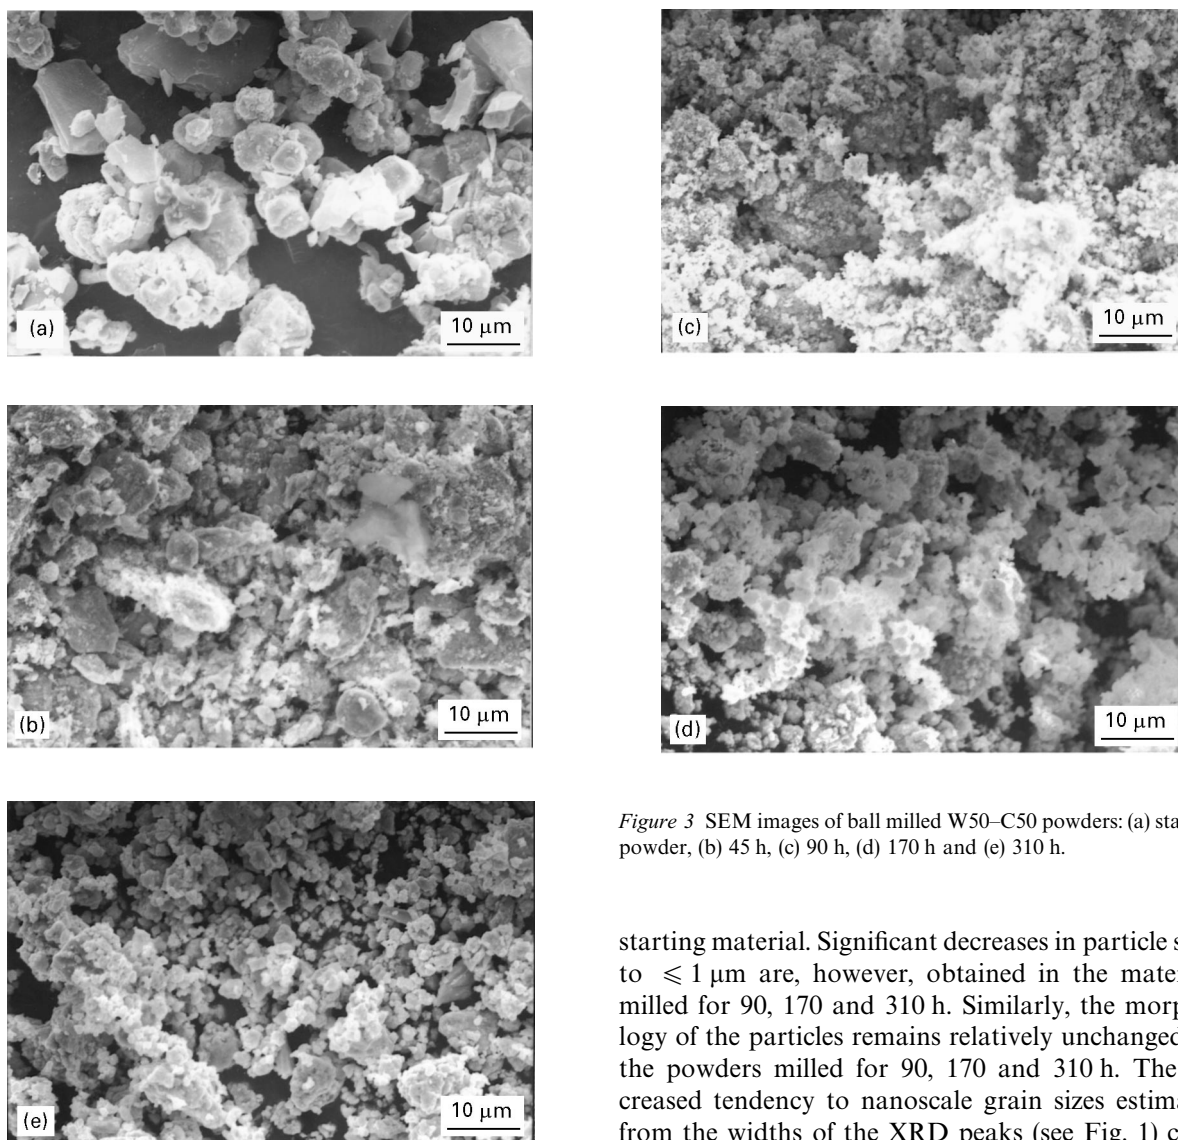 (a)
10 μm
(c)
10 μm
(b)
10 μm
(d)
10 μm
(e)
10 μm
Figure 3 SEM images of ball milled W50–C50 powders: (a) sta
powder, (b) 45 h, (c) 90 h, (d) 170 h and (e) 310 h.
starting material. Significant decreases in particle s
to ⩽ 1 μm are, however, obtained in the mater
milled for 90, 170 and 310 h. Similarly, the morp
logy of the particles remains relatively unchanged
the powders milled for 90, 170 and 310 h. The
creased tendency to nanoscale grain sizes estima
from the widths of the XRD peaks (see Fig. 1) c